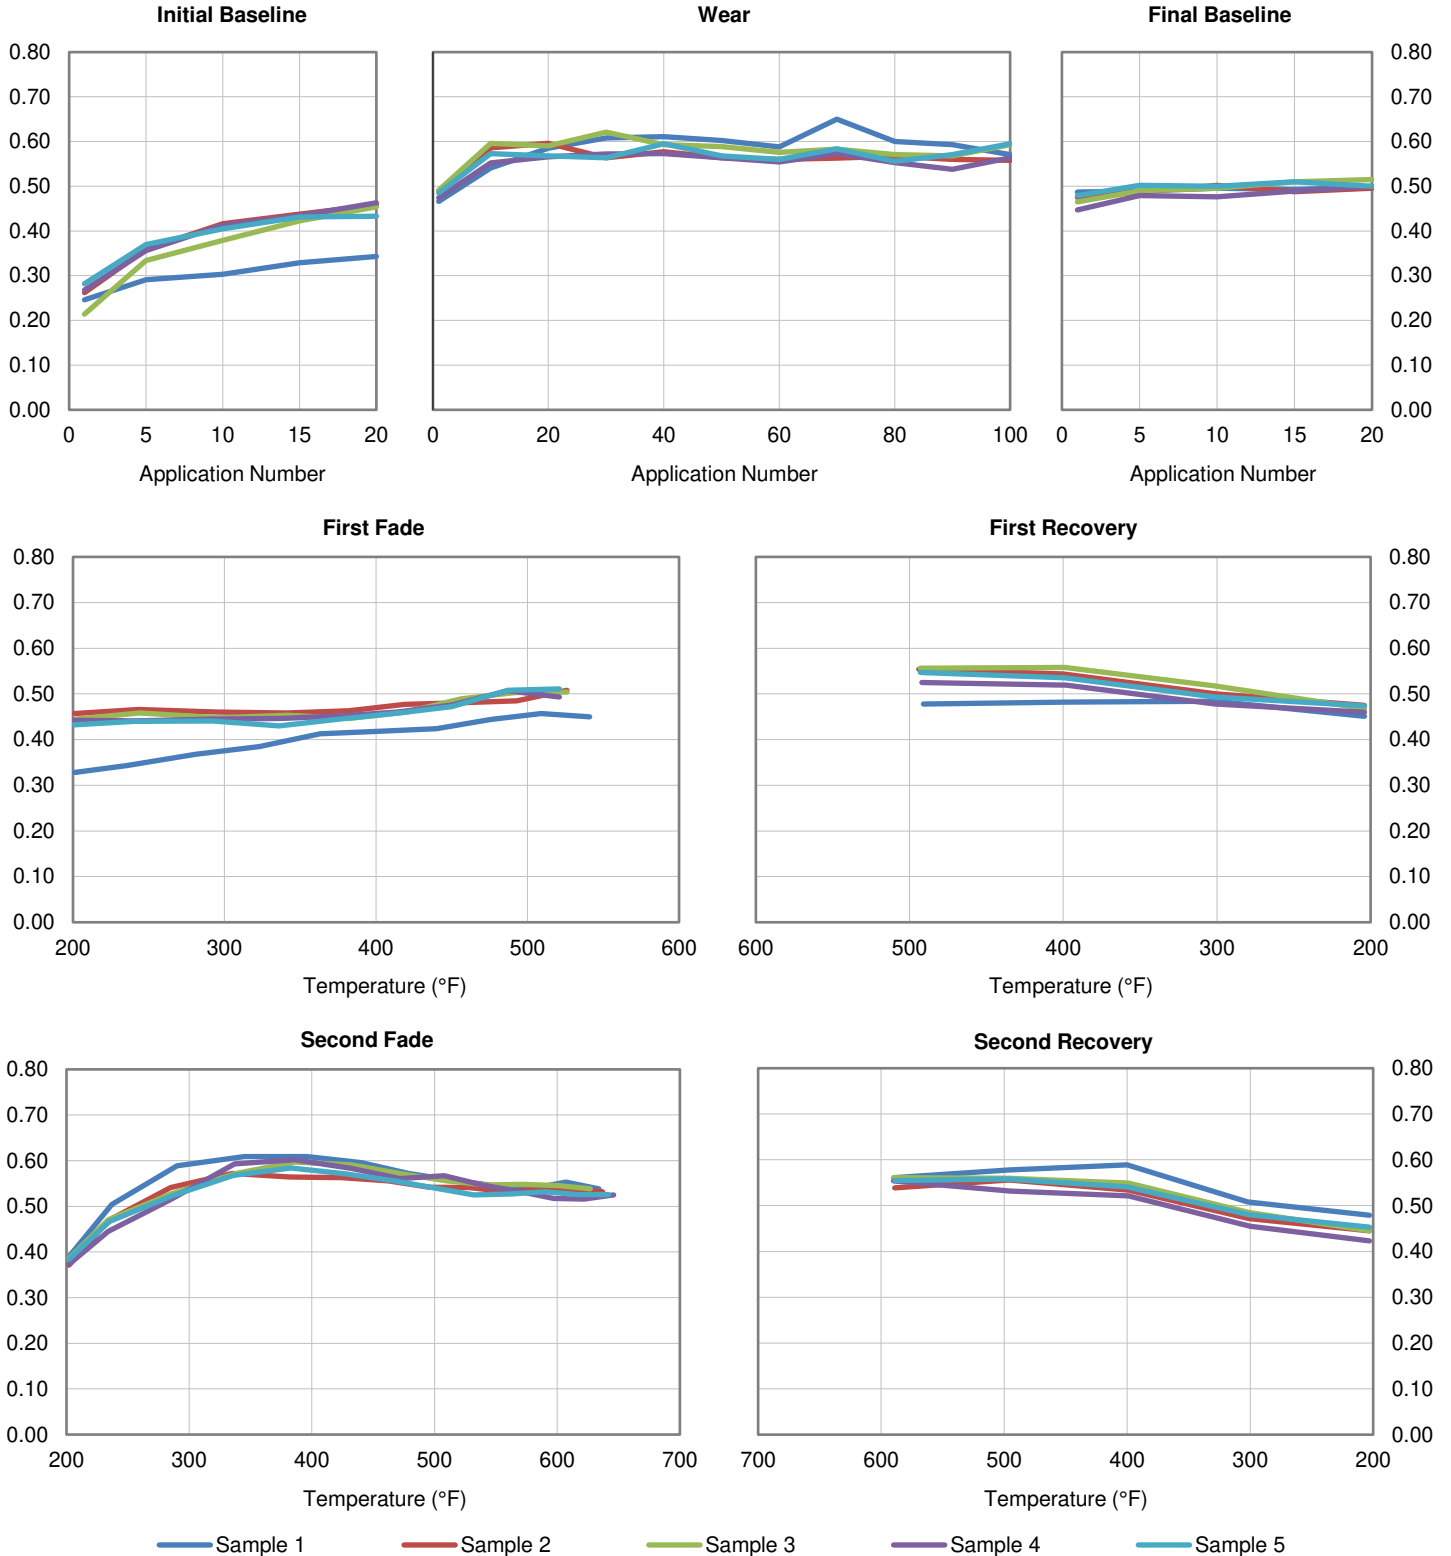 Initial Baseline
Wear
Final Baseline
0.80 0.80
0.70 0.70
0.60 0.60
0.50 0.50
0.40 0.40
0.30 0.30
0.20 0.20
0.10 0.10
0.00 0.00
0 5 10 15 20 0 20 40 60 80 100 0 5 10 15 20
Application Number Application Number Application Number
First Fade First Recovery
0.80 0.80
0.70 0.70
0.60 0.60
0.50 0.50
0.40 0.40
0.30 0.30
0.20 0.20
0.10 0.10
0.00 0.00
200 300 400 500 600 600 500 400 300 200
Temperature (°F) Temperature (°F)
Second Fade Second Recovery
0.80 0.80
0.70 0.70
0.60 0.60
0.50 0.50
0.40 0.40
0.30 0.30
0.20 0.20
0.10 0.10
0.00 0.00
200 300 400 500 600 700 700 600 500 400 300 200
Temperature (°F) Temperature (°F)
Sample 1 Sample 2 Sample 3 Sample 4 Sample 5